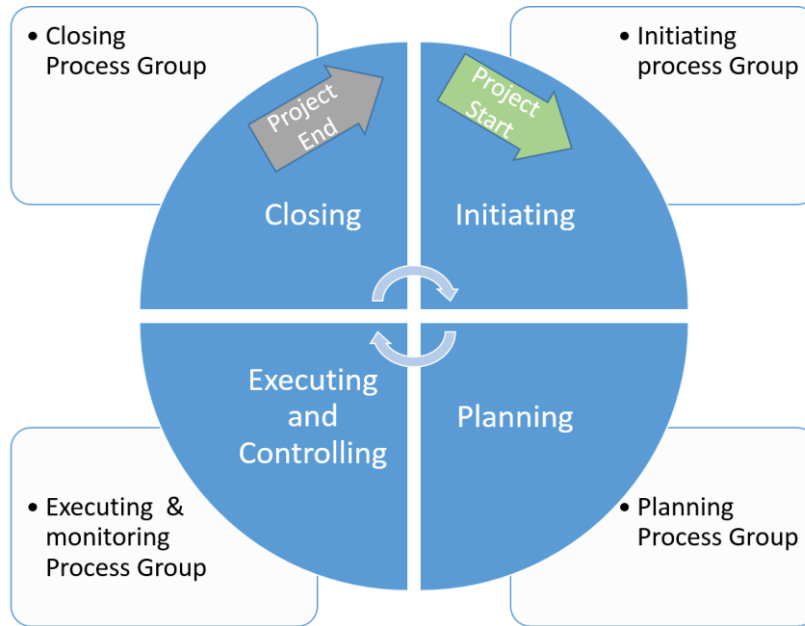 • Closing
Process Group
• Initiating
process Group
Project
End
Project
Start
Closing
Initiating
Executing
and
Controlling
Planning
• Executing &
monitoring
Process Group
• Planning
Process Group